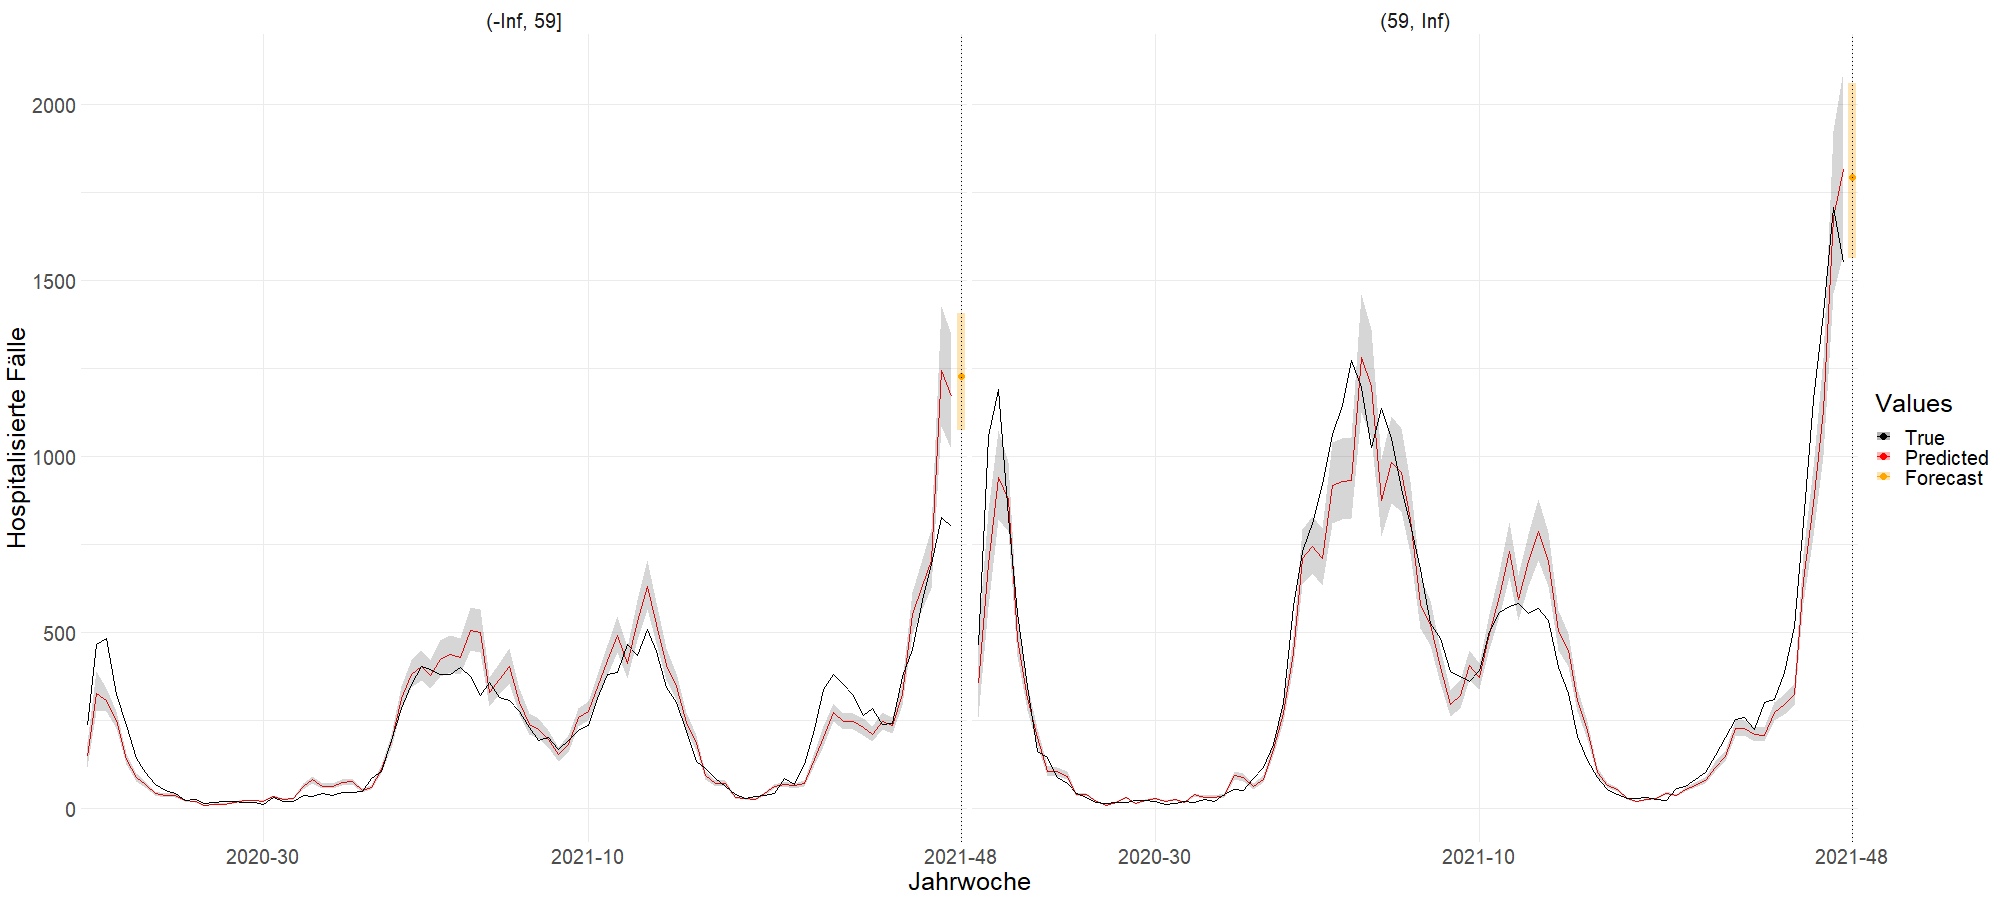 (-Inf, 59]
(59, Inf)
Hospitalisierte Fälle
2000
1500
1000
500
0
2020-30
2021-10
2021-48
2020-30
2021-10
2021-48
Jahrwoche
Values
True
Predicted
Forecast